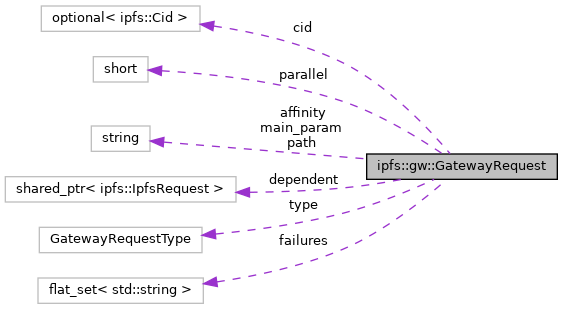 optional< ipfs::Cid >
cid
short
parallel
affinity
main_param
path
string
ipfs::gw::GatewayRequest
shared_ptr< ipfs::IpfsRequest >
dependent
type
GatewayRequestType
failures
flat_set< std::string >